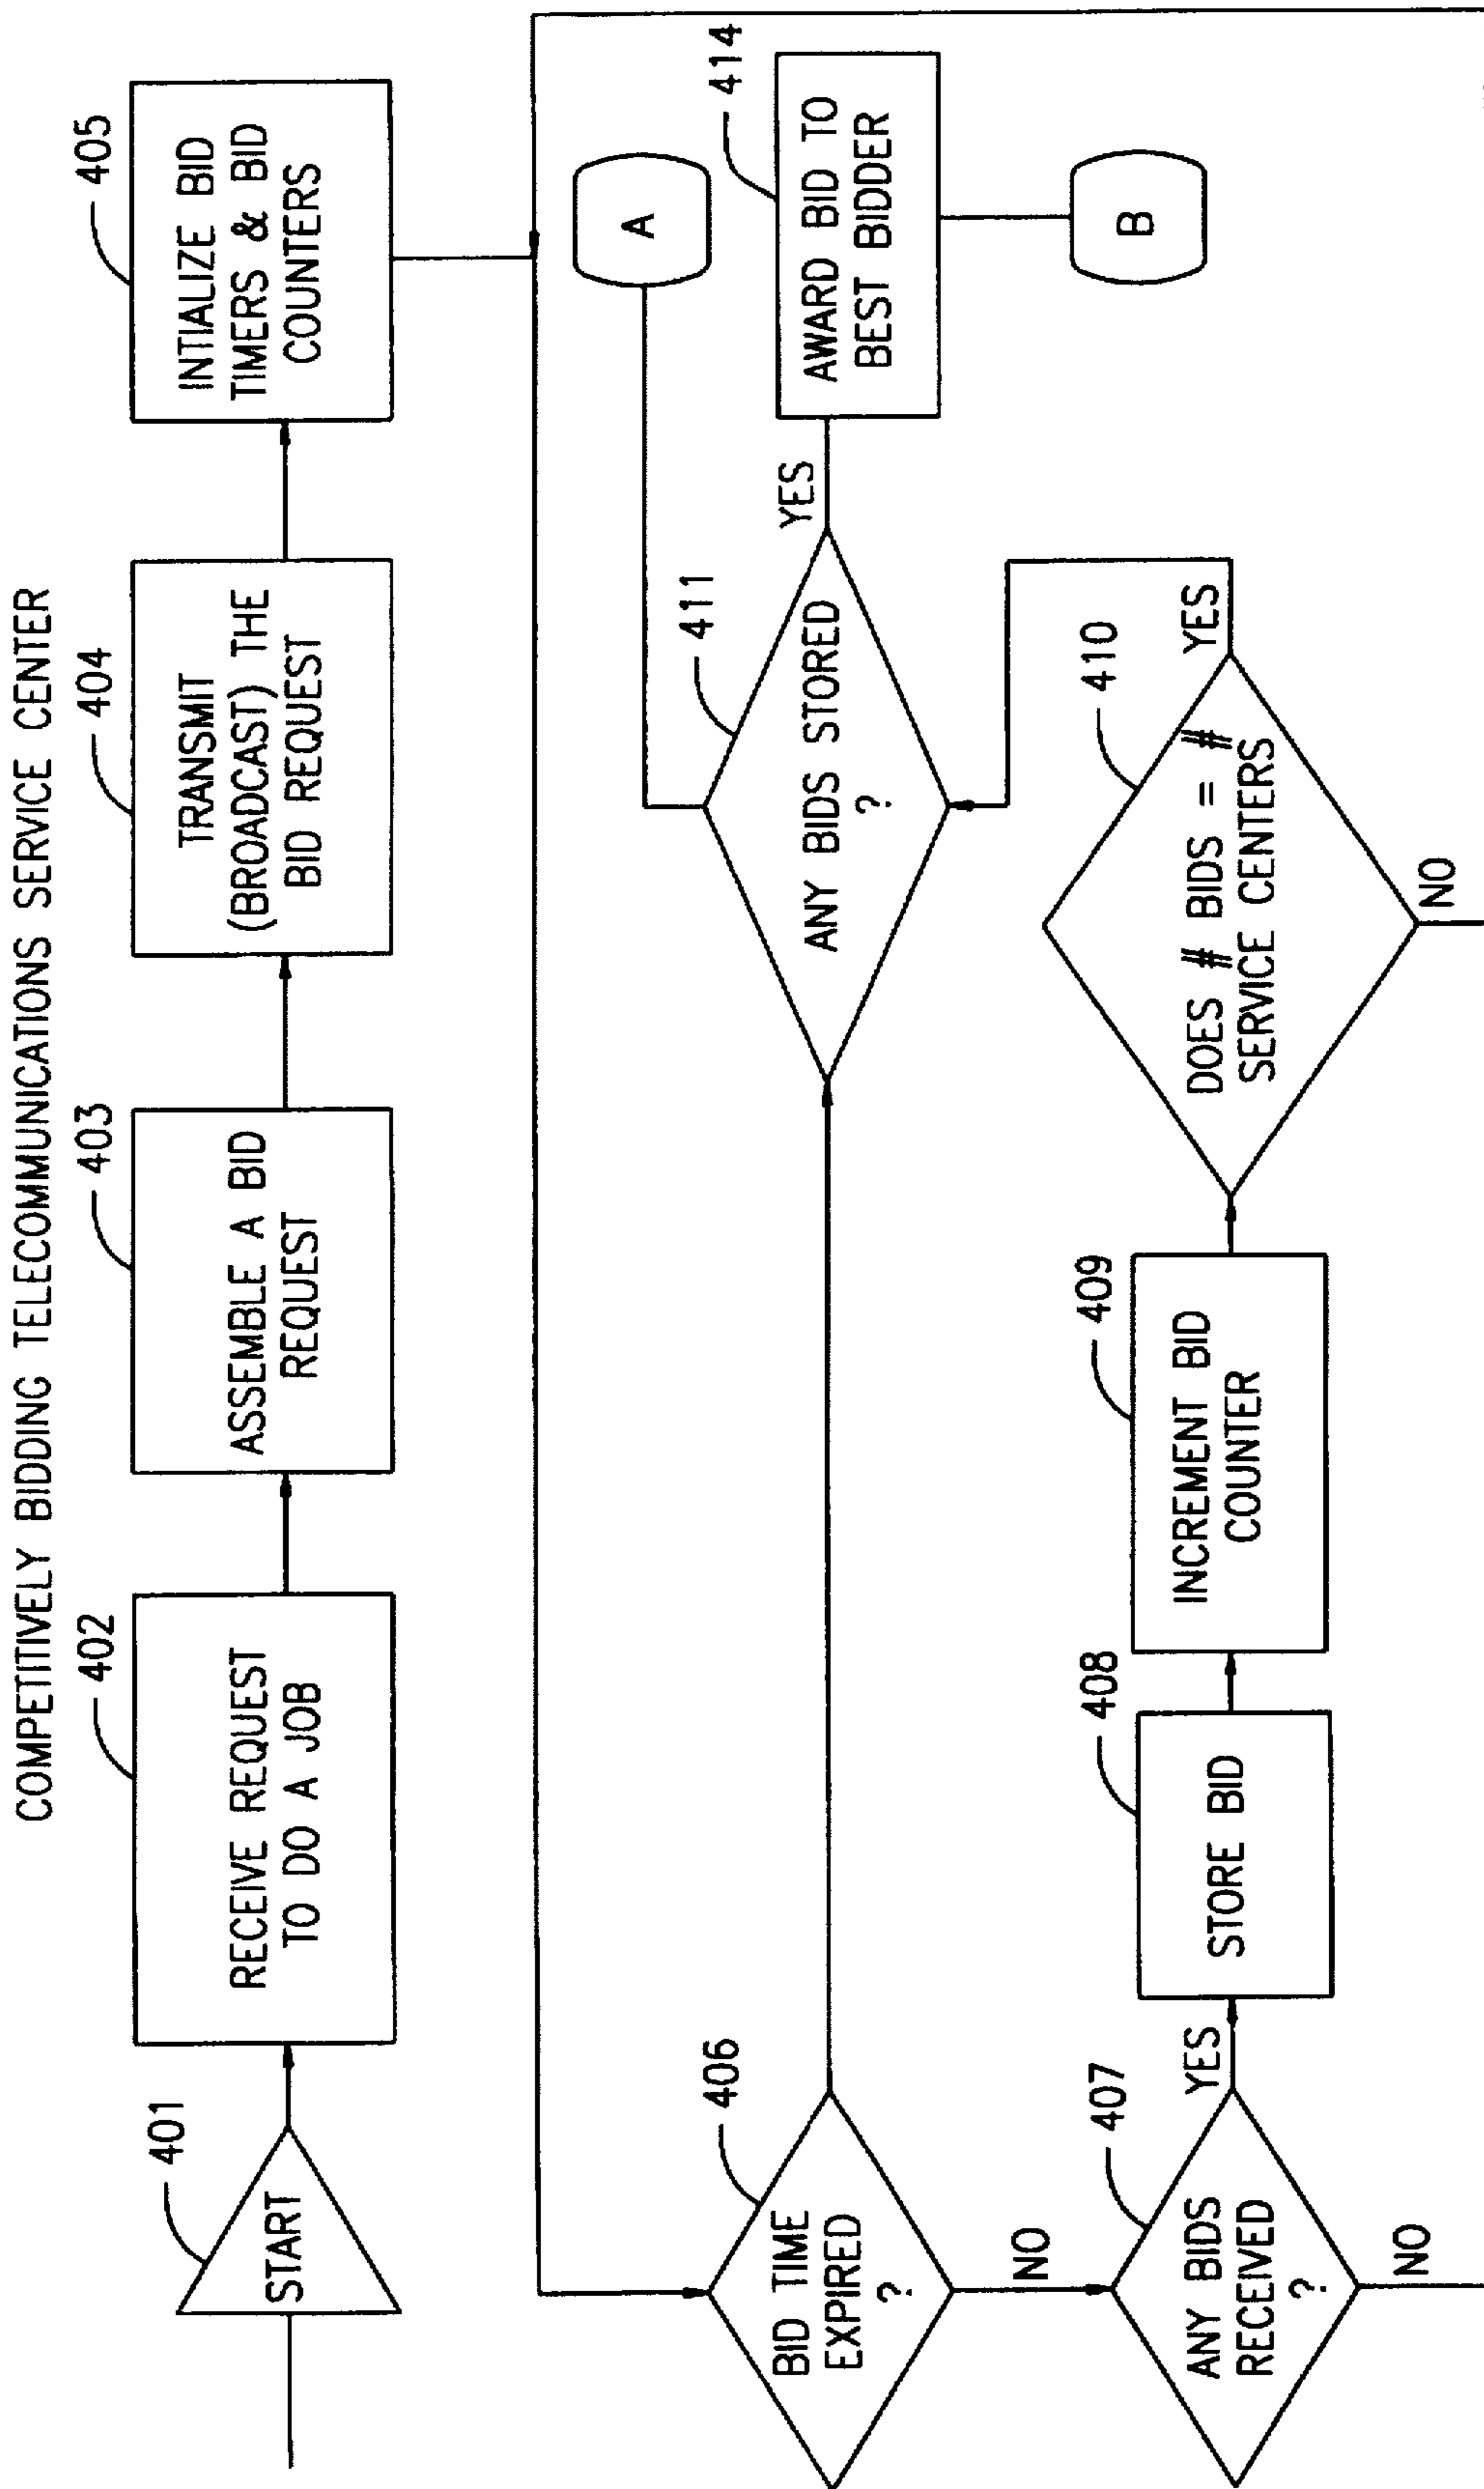 COMPETITIVELY BIDDING TELECOMMUNICATIONS SERVICE CENTER
401
START
402
RECEIVE REQUEST
TO DO A JOB
403
ASSEMBLE A BID
REQUEST
404
TRANSMIT
(BROADCAST) THE
BID REQUEST
405
INTIALIZE BID
TIMERS & BID
COUNTERS
406
BID TIME
EXPIRED
?
NO
411
ANY BIDS STORED
?
YES
A
414
AWARD BID TO
BEST BIDDER
B
407
ANY BIDS
RECEIVED
?
YES
NO
408
STORE BID
409
INCREMENT BID
COUNTER
410
DOES # BIDS = #
SERVICE CENTERS
YES
NO